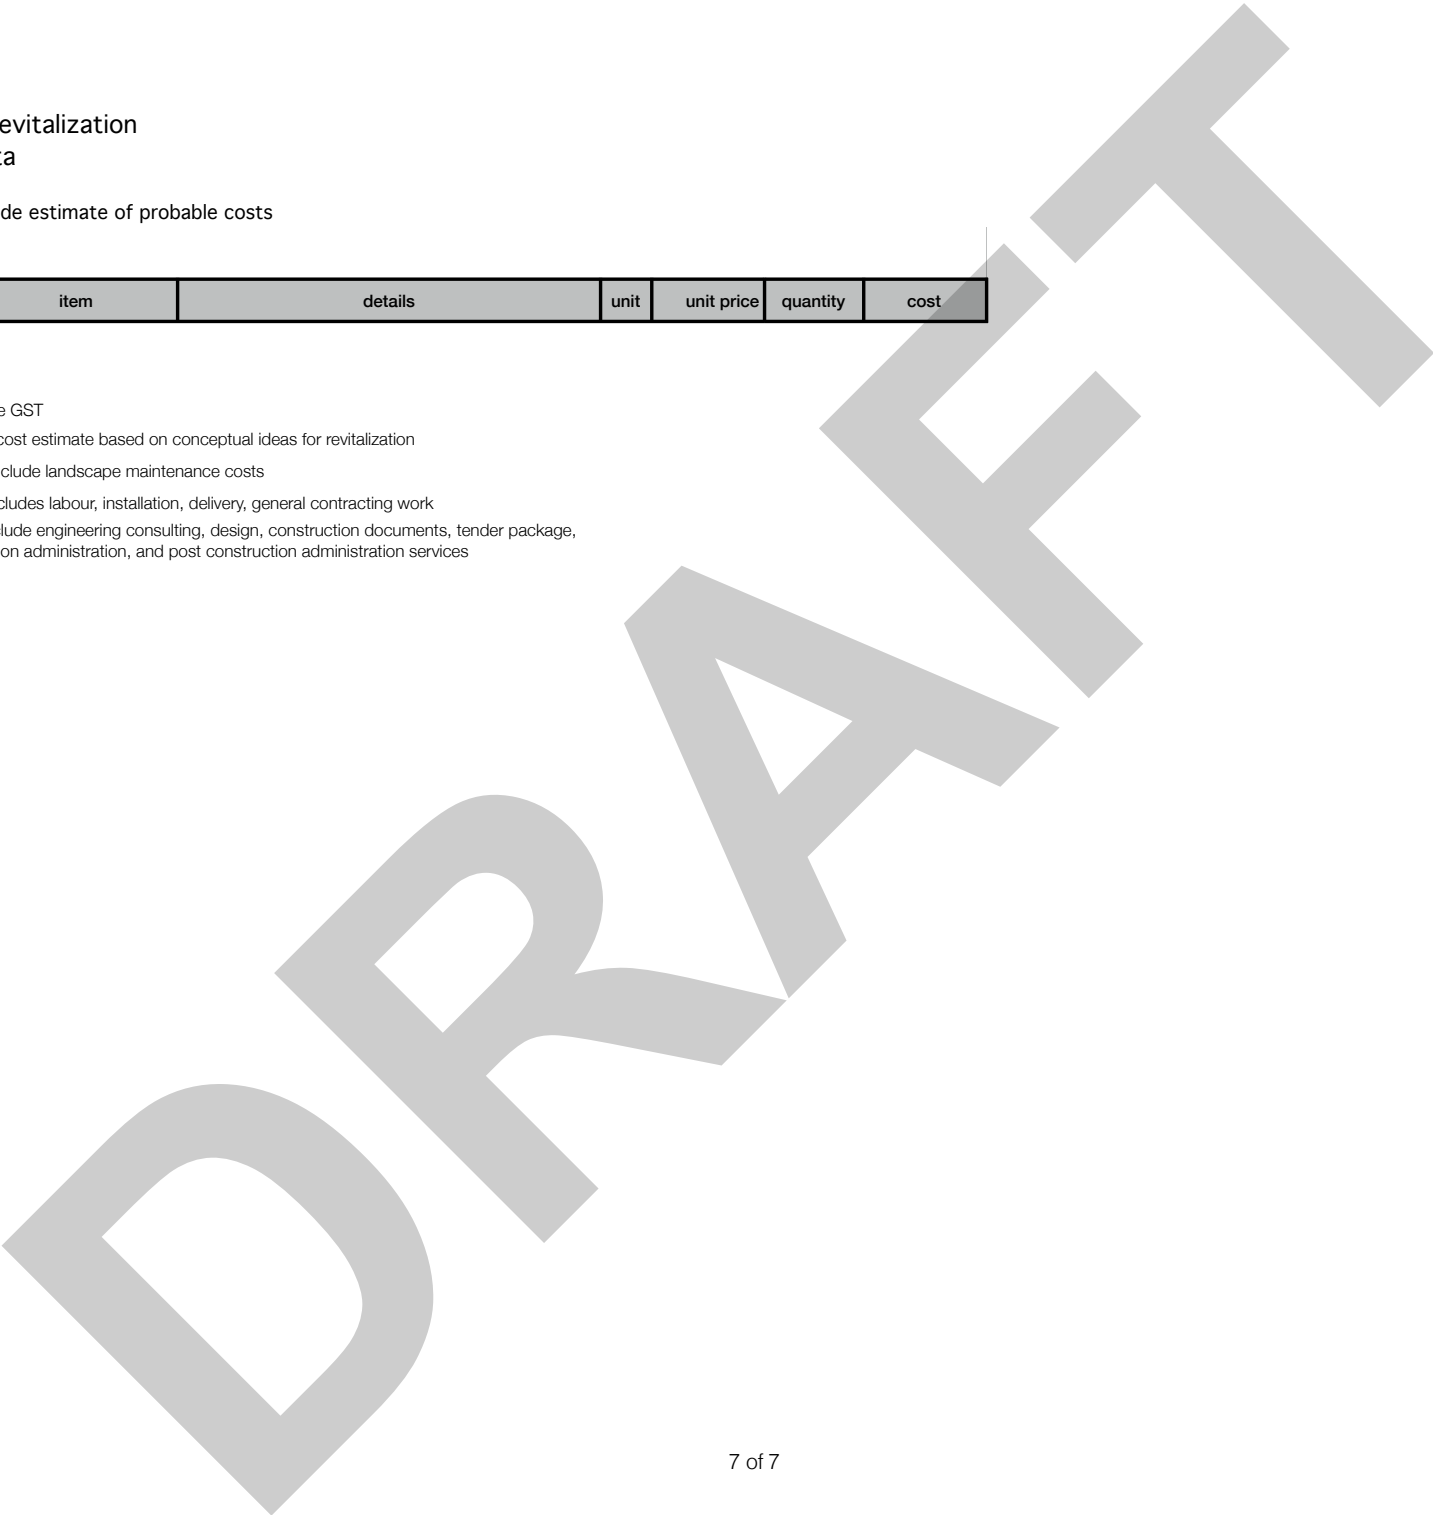 evitalization
ta
de estimate of probable costs
item details unit unit price quantity cost
e GST
cost estimate based on conceptual ideas for revitalization
clude landscape maintenance costs
cludes labour, installation, delivery, general contracting work
lude engineering consulting, design, construction documents, tender package,
on administration, and post construction administration services
DRAFT
7 of 7